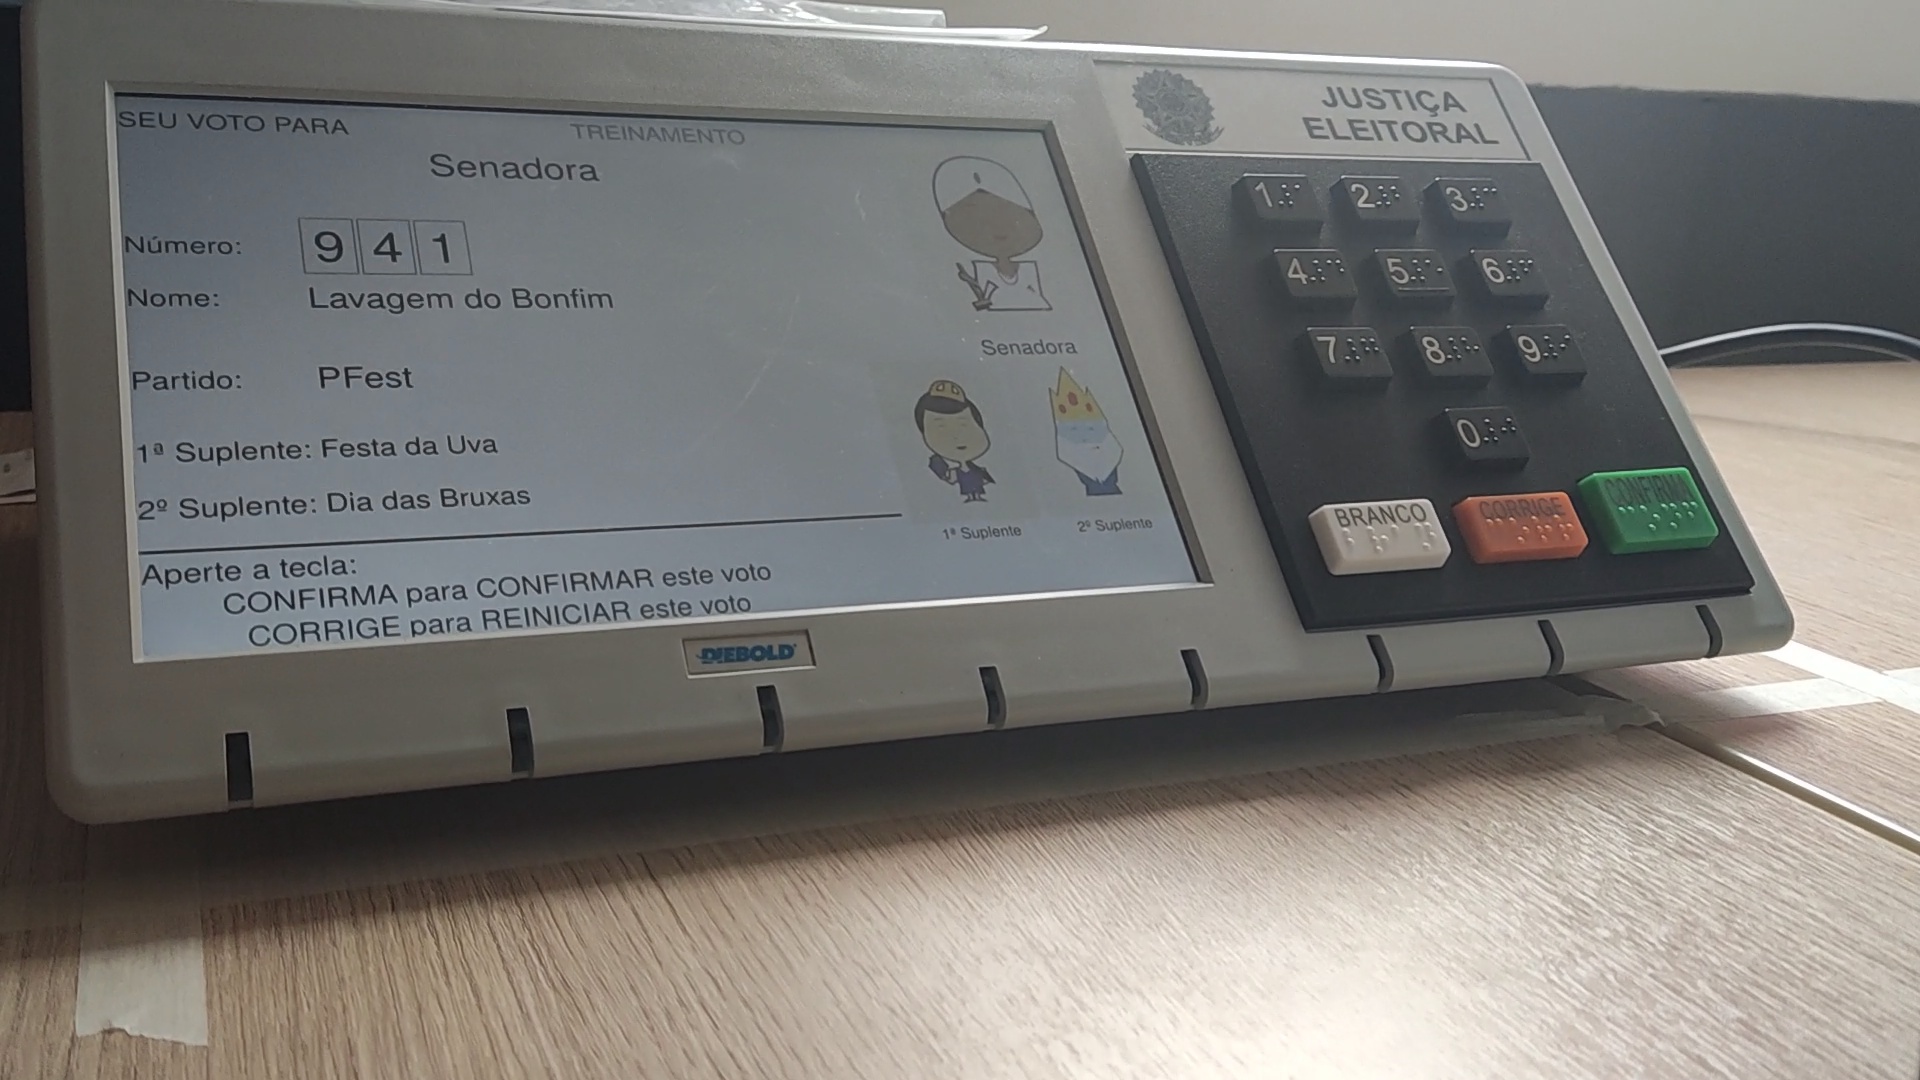 SEU VOTO PARA
TREINAMENTO
Senadora
Número: 9 4 1
Nome: Lavagem do Bonfim
Partido: PFest
1ª Suplente: Festa da Uva
2º Suplente: Dia das Bruxas
Senadora
1ª Suplente
2º Suplente
Aperte a tecla:
CONFIRMA para CONFIRMAR este voto
CORRIGE para REINICIAR este voto
DIEBOLD
JUSTIÇA
ELEITORAL
1 2 3
4 5 6
7 8 9
0
BRANCO CORRIGE CONFIRMA